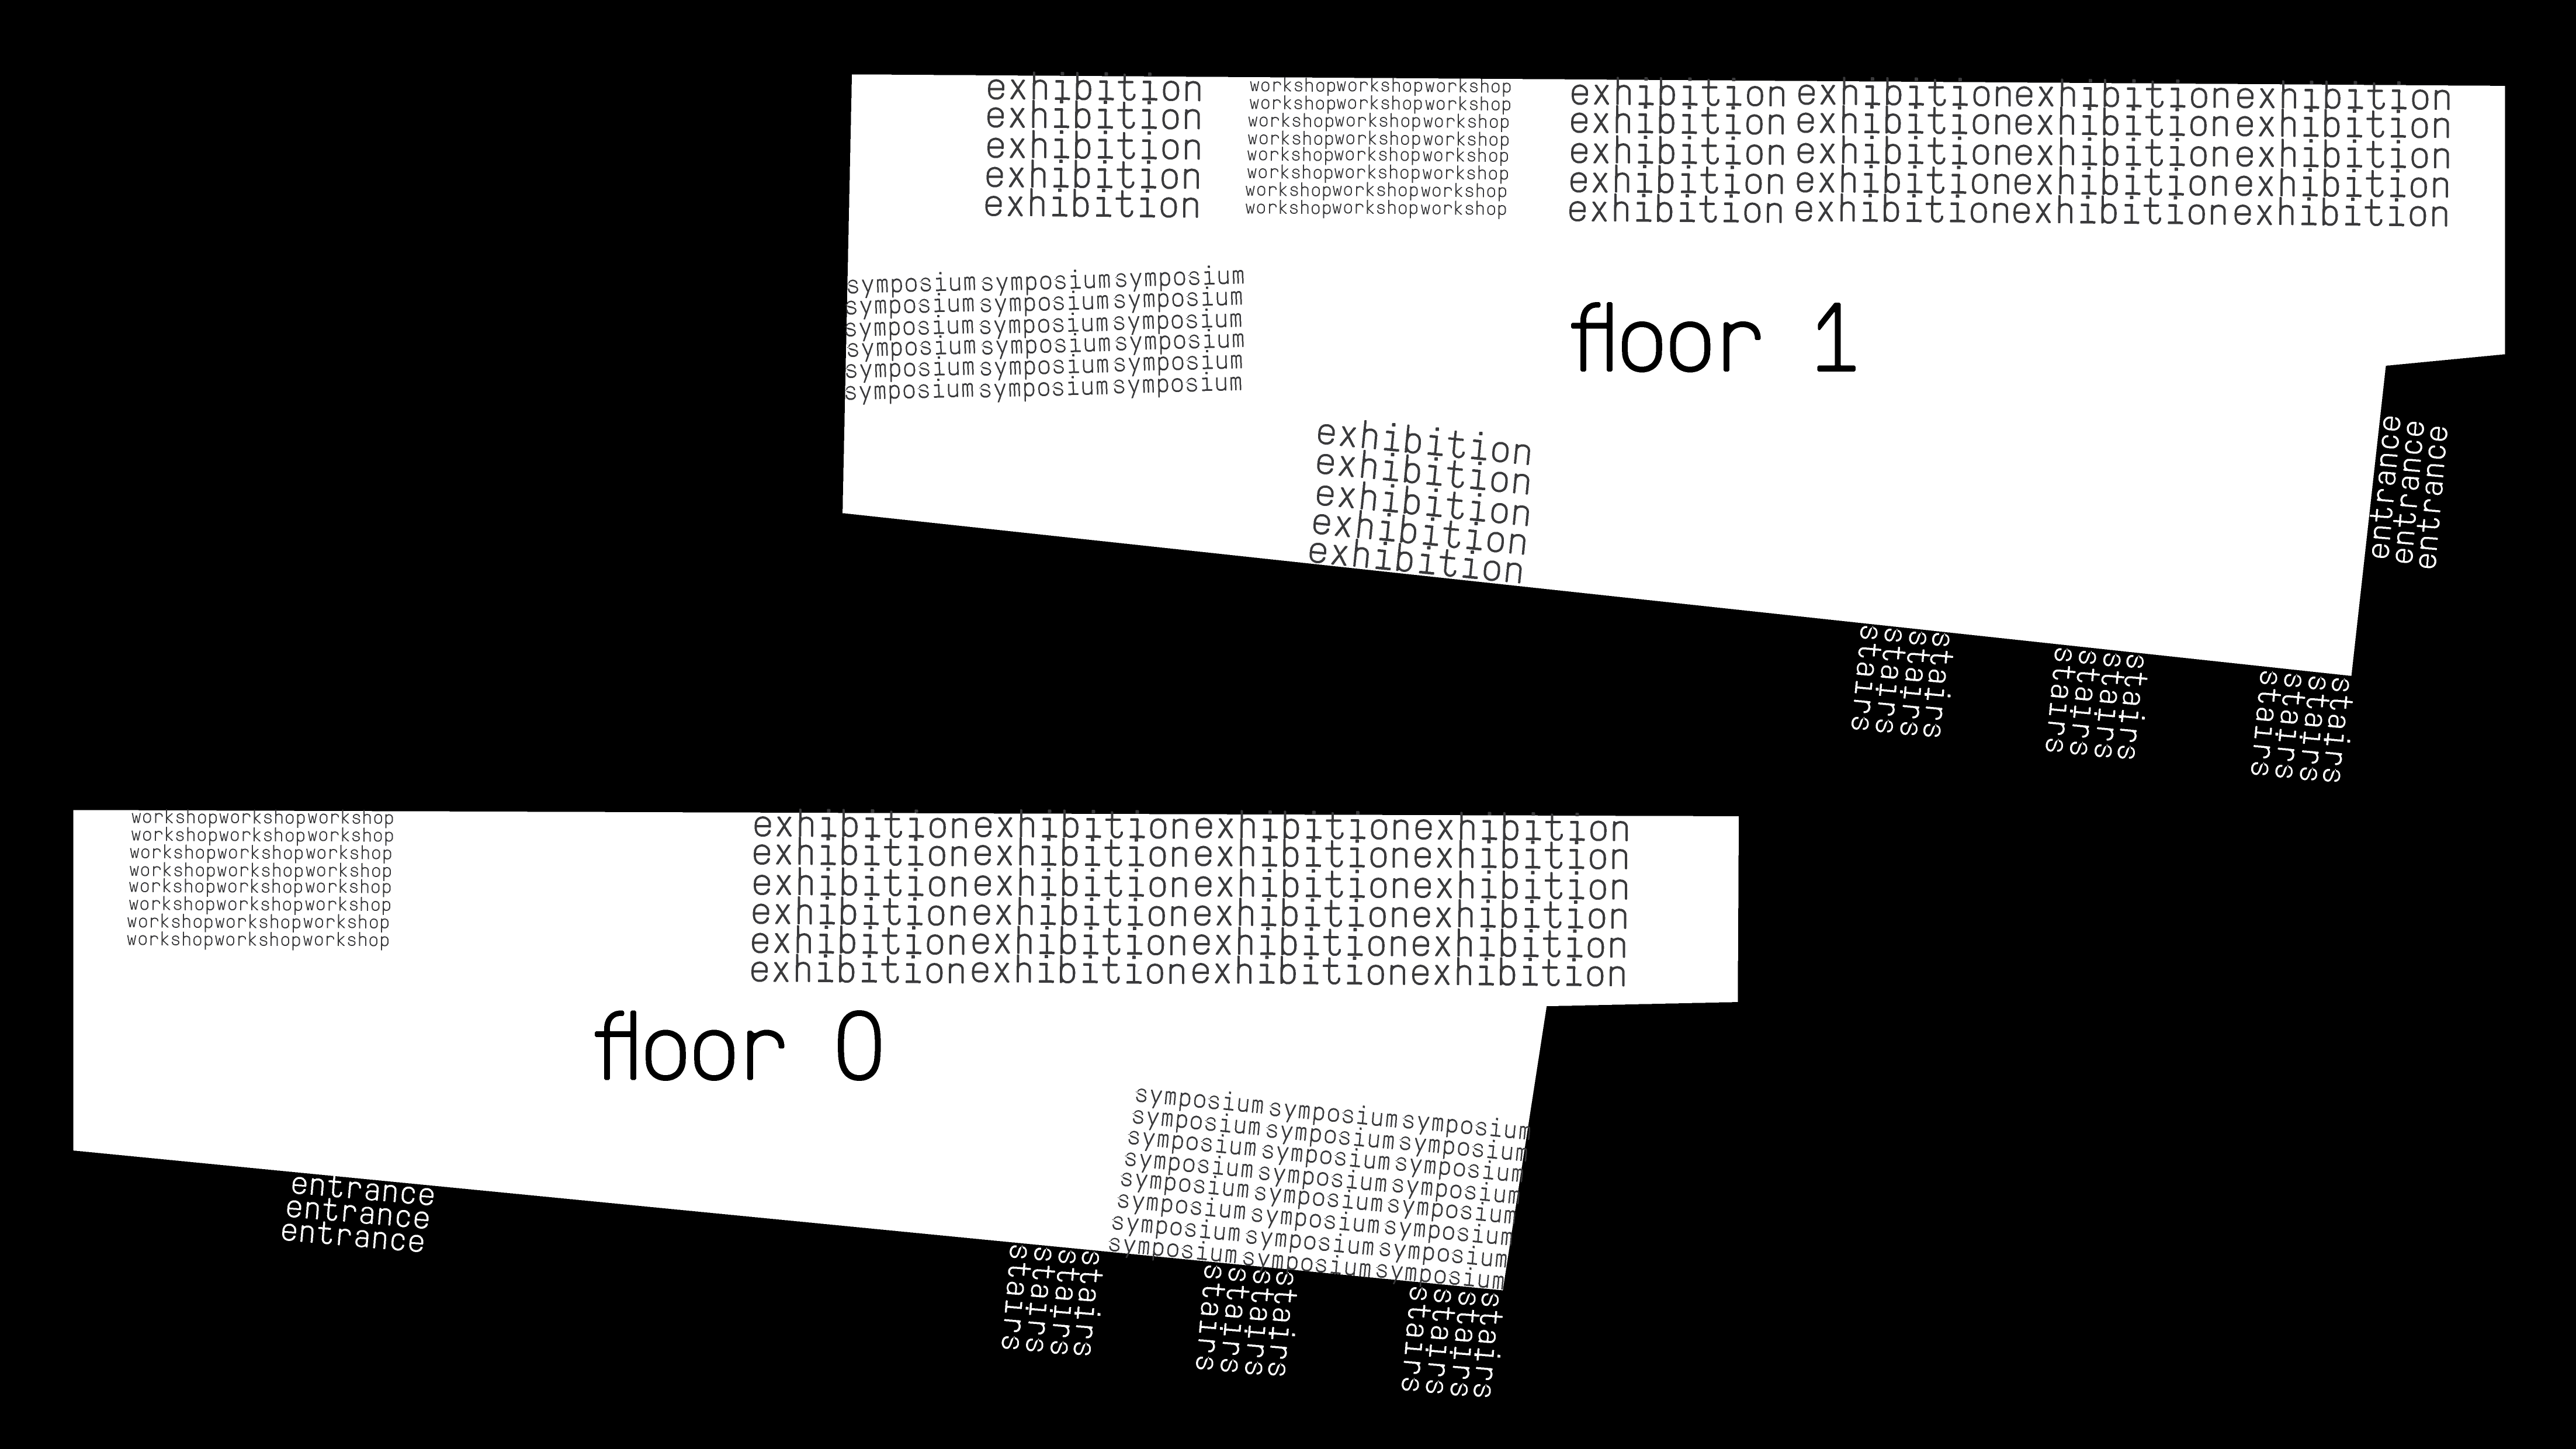 exhibition workshopworkshopworkshop exhibition exhibitionexhibitionexhibition
exhibition workshopworkshopworkshop exhibition exhibitionexhibitionexhibition
exhibition workshopworkshopworkshop exhibition exhibitionexhibitionexhibition
exhibition workshopworkshopworkshop exhibition exhibitionexhibitionexhibition
exhibition workshopworkshopworkshop exhibition exhibitionexhibitionexhibition
workshopworkshopworkshop
workshopworkshopworkshop
workshopworkshopworkshop
symposium symposium symposium
symposium symposium symposium
symposium symposium symposium
symposium symposium symposium
symposium symposium symposium
symposium symposium symposium
floor 1
exhibition
exhibition
exhibition
exhibition
exhibition
entrance
entrance
entrance
stairs
stairs
stairs
stairs
stairs
stairs
stairs
stairs
stairs
stairs
stairs
stairs
workshopworkshopworkshop
workshopworkshopworkshop
workshopworkshopworkshop
workshopworkshopworkshop
workshopworkshopworkshop
workshopworkshopworkshop
workshopworkshopworkshop
workshopworkshopworkshop
exhibitionexhibitionexhibitionexhibition
exhibitionexhibitionexhibitionexhibition
exhibitionexhibitionexhibitionexhibition
exhibitionexhibitionexhibitionexhibition
exhibitionexhibitionexhibitionexhibition
exhibitionexhibitionexhibitionexhibition
floor 0
symposium symposium symposium
symposium symposium symposium
symposium symposium symposium
symposium symposium symposium
symposium symposium symposium
symposium symposium symposium
symposium symposium symposium
symposium symposium symposium
entrance
entrance
entrance
stairs
stairs
stairs
stairs
stairs
stairs
stairs
stairs
stairs
stairs
stairs
stairs